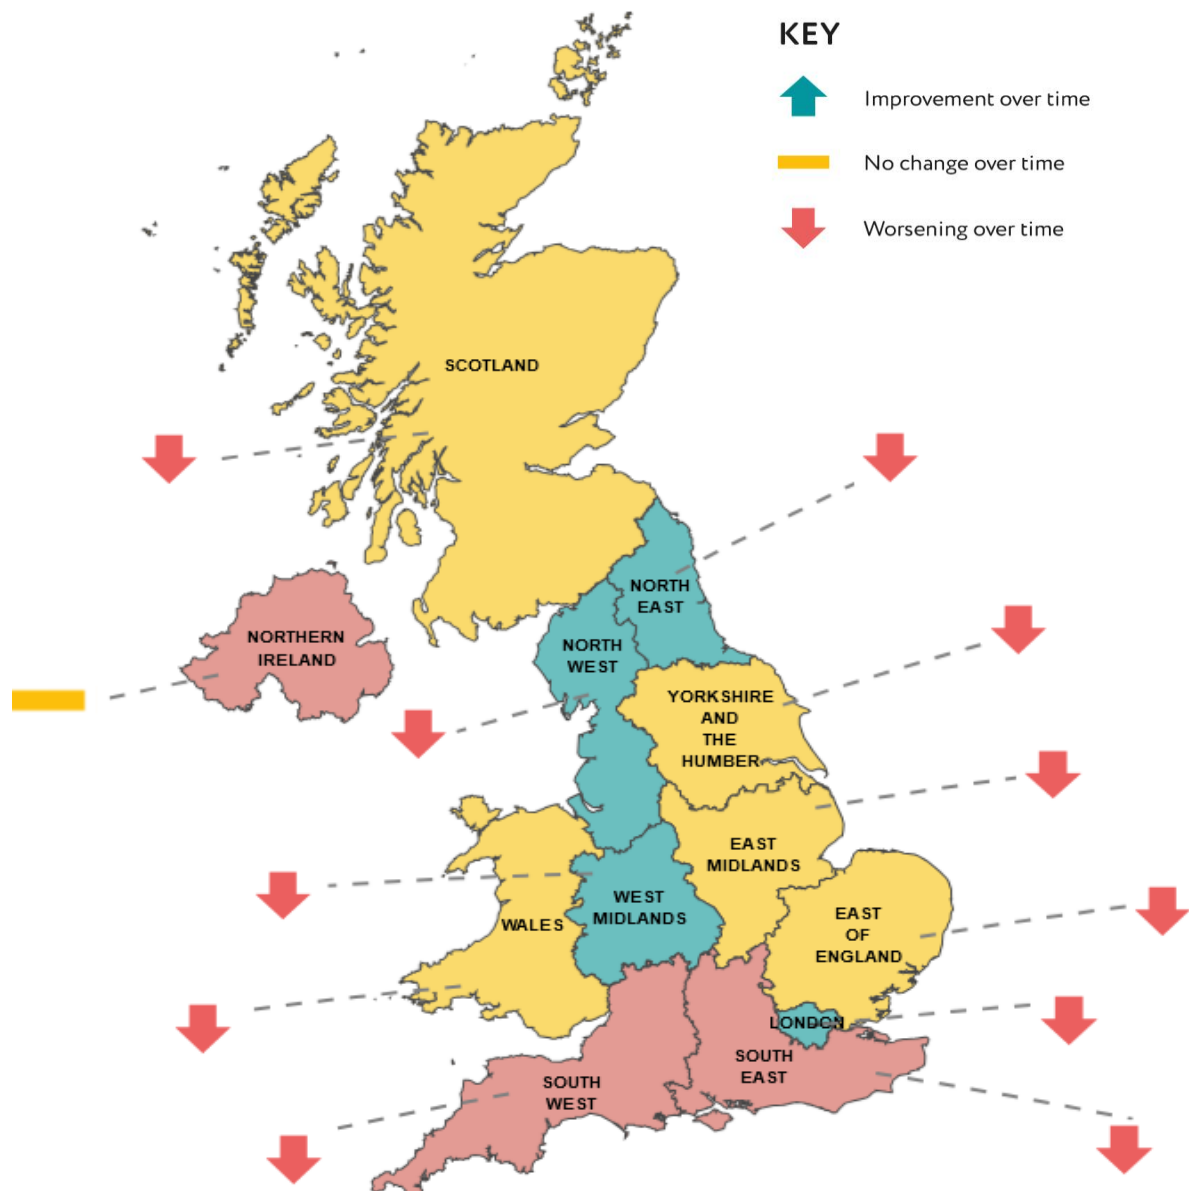 KEY
Improvement over time
No change over time
Worsening over time
SCOTLAND
NORTH
EAST
NORTHERN
IRELAND
NORTH
WEST
YORKSHIRE
AND
THE
HUMBER
EAST
MIDLANDS
WEST
MIDLANDS
WALES
EAST
OF
ENGLAND
LONDON
SOUTH
EAST
SOUTH
WEST